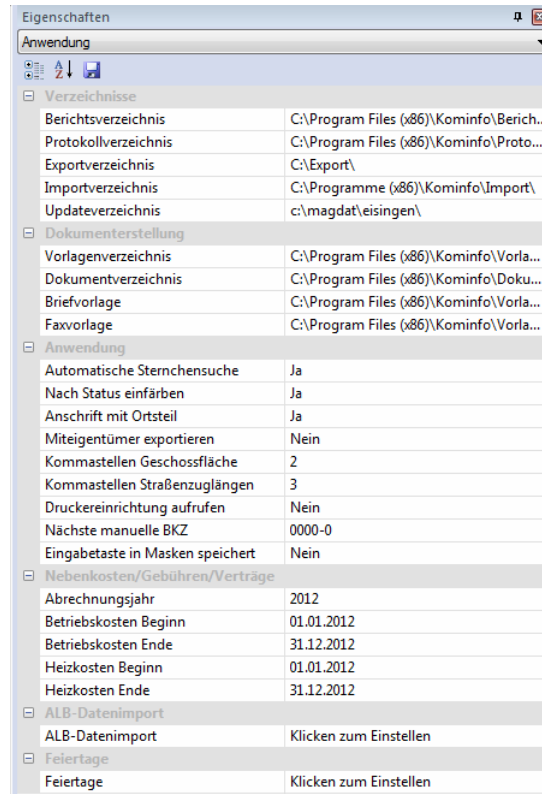 Eigenschaften
Anwendung
Verzeichnisse
Berichtsverzeichnis C:\Program Files (x86)\Kominfo\Berich...
Protokollverzeichnis C:\Program Files (x86)\Kominfo\Proto...
Exportverzeichnis C:\Export\
Importverzeichnis C:\Programme (x86)\Kominfo\Import\
Updateverzeichnis c:\magdat\eisingen\
Dokumenterstellung
Vorlagenverzeichnis C:\Program Files (x86)\Kominfo\Vorla...
Dokumentverzeichnis C:\Program Files (x86)\Kominfo\Doku...
Briefvorlage C:\Program Files (x86)\Kominfo\Vorla...
Faxvorlage C:\Program Files (x86)\Kominfo\Vorla...
Anwendung
Automatische Sternchensuche Ja
Nach Status einfärben Ja
Anschrift mit Ortsteil Ja
Miteigentümer exportieren Nein
Kommastellen Geschossfläche 2
Kommastellen Straßenzuglängen 3
Druckereinrichtung aufrufen Nein
Nächste manuelle BKZ 0000-0
Eingabetaste in Masken speichert Nein
Nebenkosten/Gebühren/Verträge
Abrechnungsjahr 2012
Betriebskosten Beginn 01.01.2012
Betriebskosten Ende 31.12.2012
Heizkosten Beginn 01.01.2012
Heizkosten Ende 31.12.2012
ALB-Datenimport
ALB-Datenimport Klicken zum Einstellen
Feiertage
Feiertage Klicken zum Einstellen